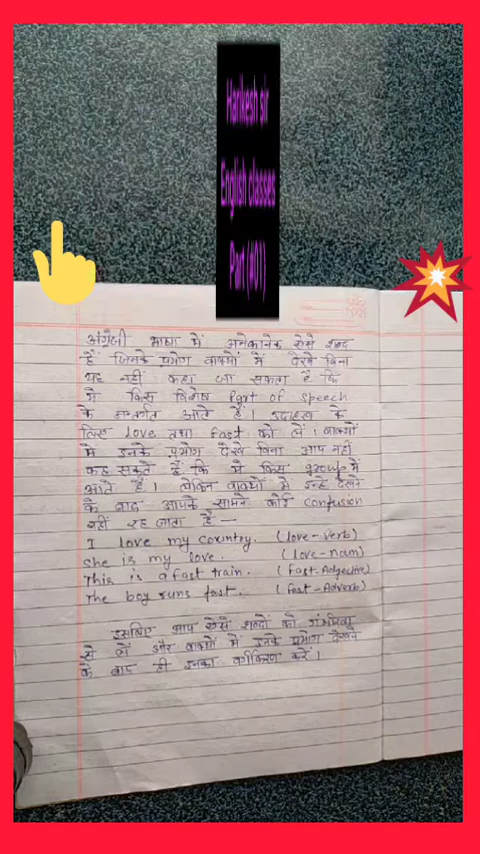 Harikesh sir
English classes
Part (401)
अंग्रेजी भाषा में अनेकानेक ऐसे शब्द
हैं जिनके प्रयोग वाक्यों में देखे बिना
यह नहीं कहा जा सकता है कि
ये किस विशेष Part of speech
के अन्तर्गत आते हैं। उदाहरण के
लिए Love तथा fast को लें। वाक्यों
में इनके प्रयोग देखे बिना आप नहीं
कह सकते हैं कि ये किस group में
आते हैं। लेकिन वाक्यों में इन्हें देखने
के बाद आपके सामने कोई confusion
नहीं रह जाता है —
I love my country. (love - verb)
She is my love. (love - noun)
This is a fast train. (fast - Adjective)
The boy runs fast. (fast - Adverb)
इसलिए आप ऐसे शब्दों को गंभीरता
से लें और वाक्यों में इनके प्रयोग देखने
के बाद ही इनका वर्गीकरण करें।